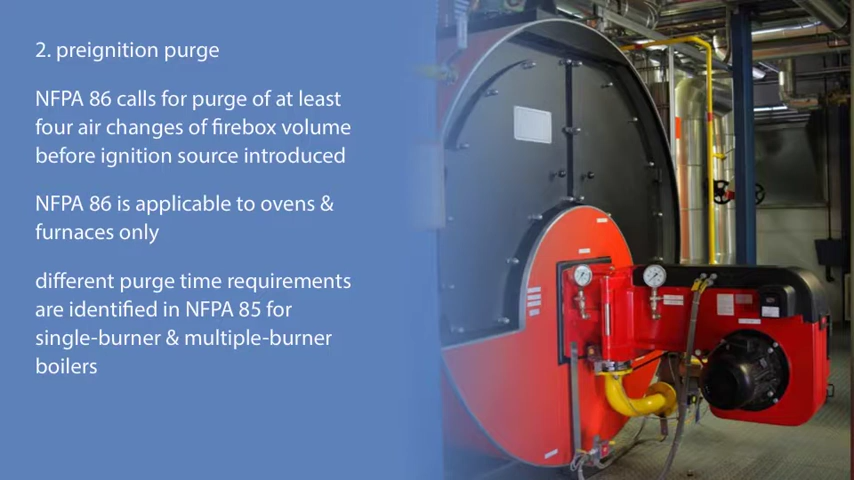 2. preignition purge
NFPA 86 calls for purge of at least
four air changes of firebox volume
before ignition source introduced
NFPA 86 is applicable to ovens &
furnaces only
different purge time requirements
are identified in NFPA 85 for
single-burner & multiple-burner
boilers